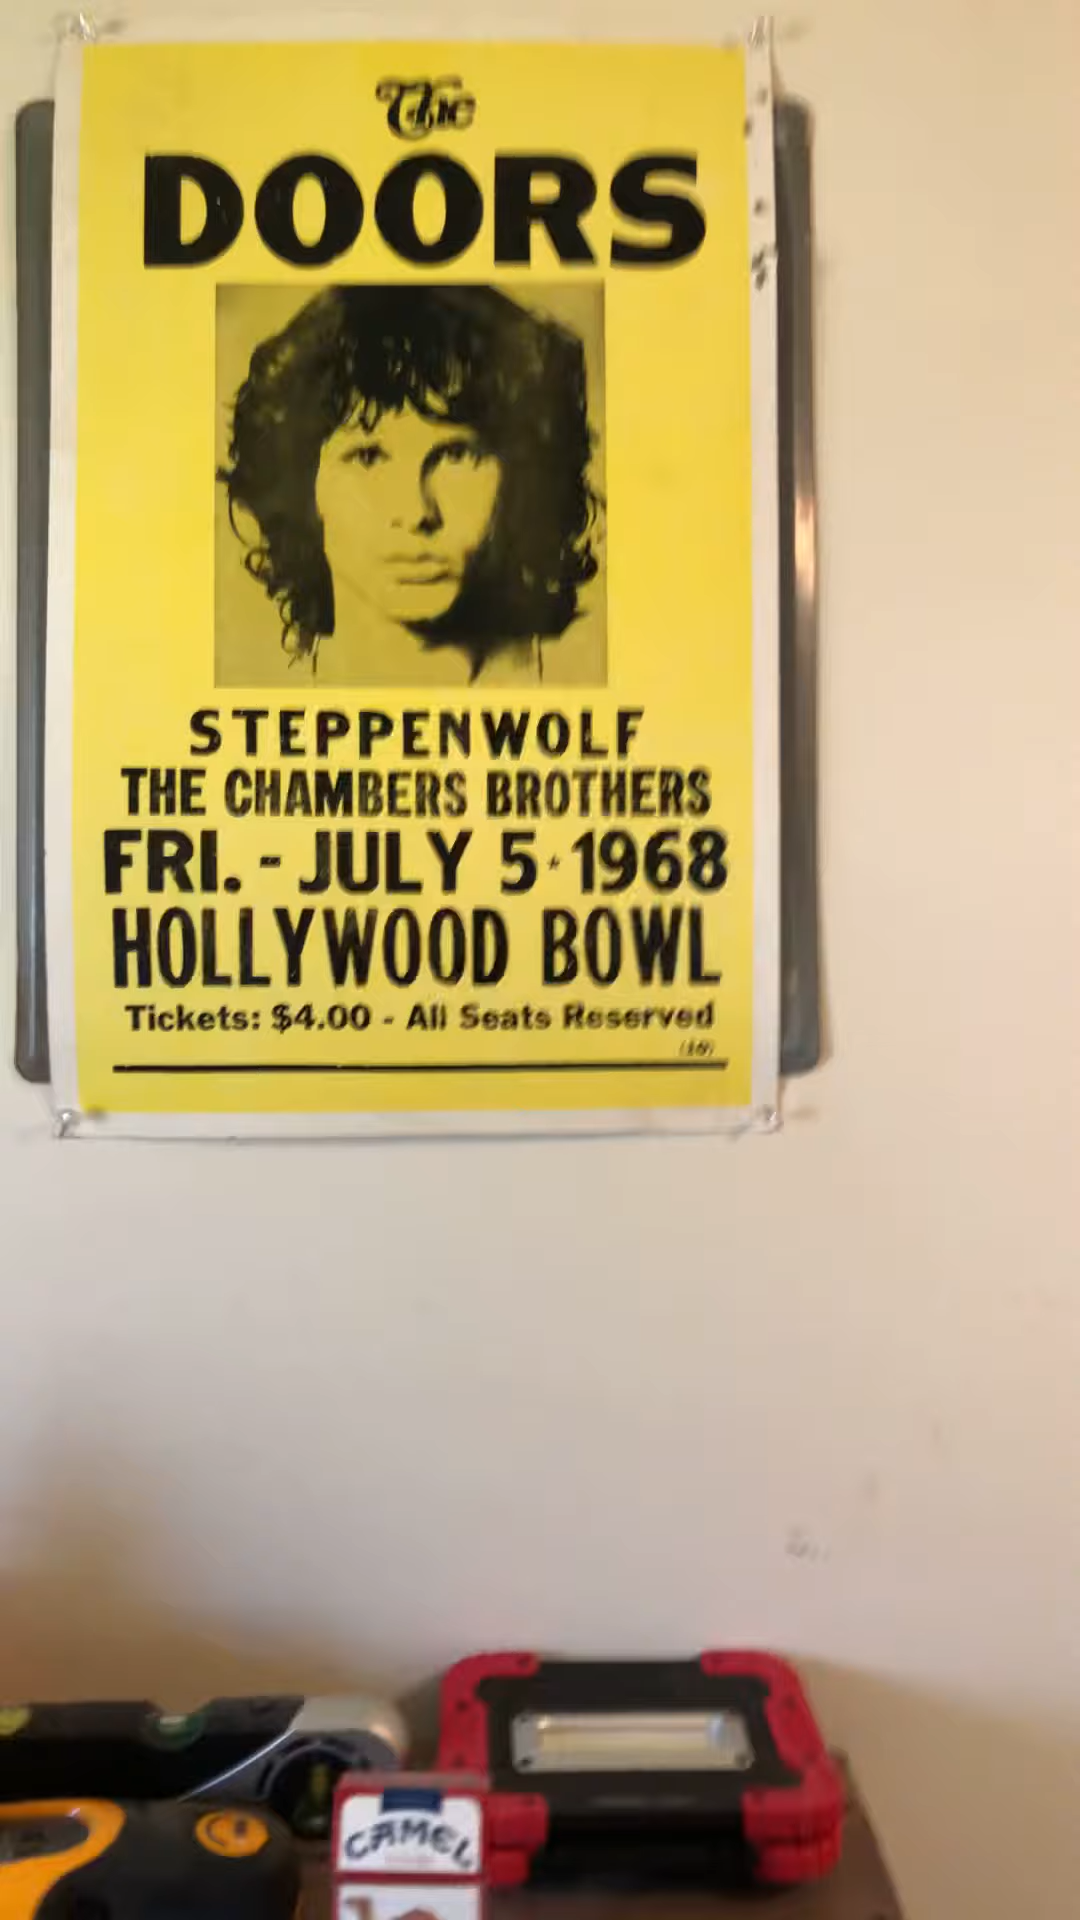 The
DOORS
STEPPENWOLF
THE CHAMBERS BROTHERS
FRI. - JULY 5 · 1968
HOLLYWOOD BOWL
Tickets: $4.00 - All Seats Reserved
CAMEL